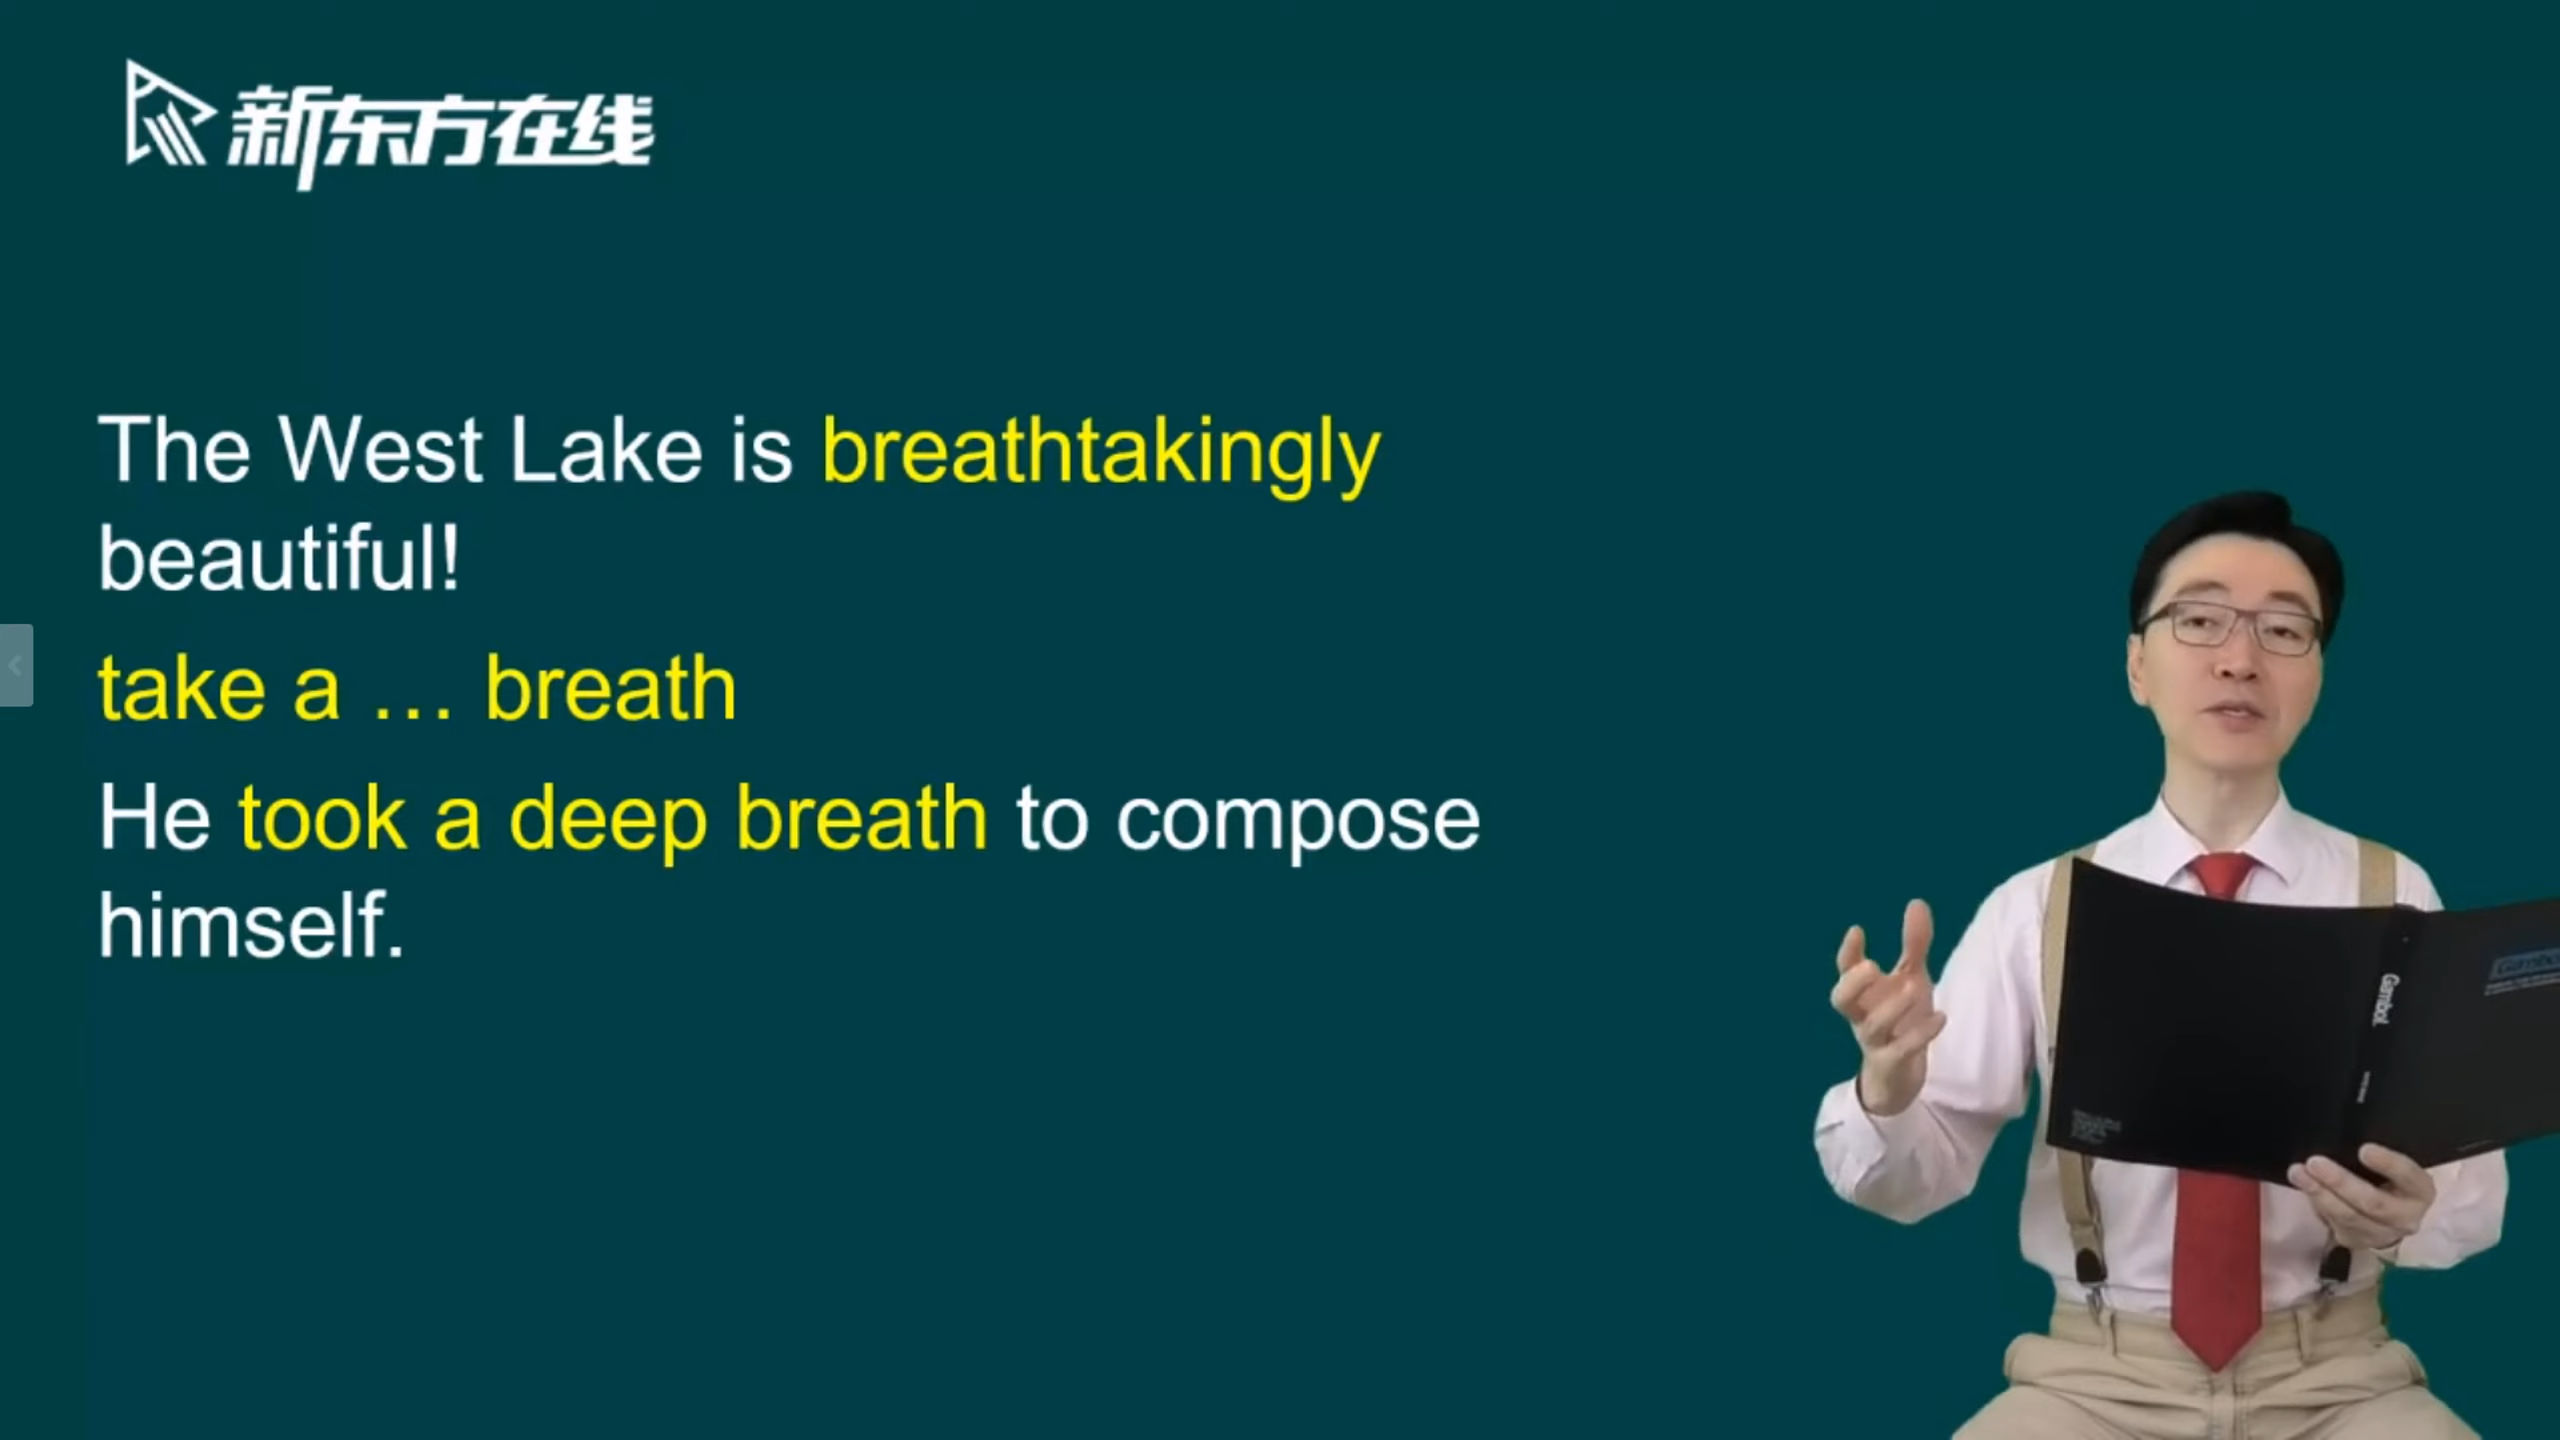 新东方在线
The West Lake is breathtakingly
beautiful!
take a … breath
He took a deep breath to compose
himself.
Gambol